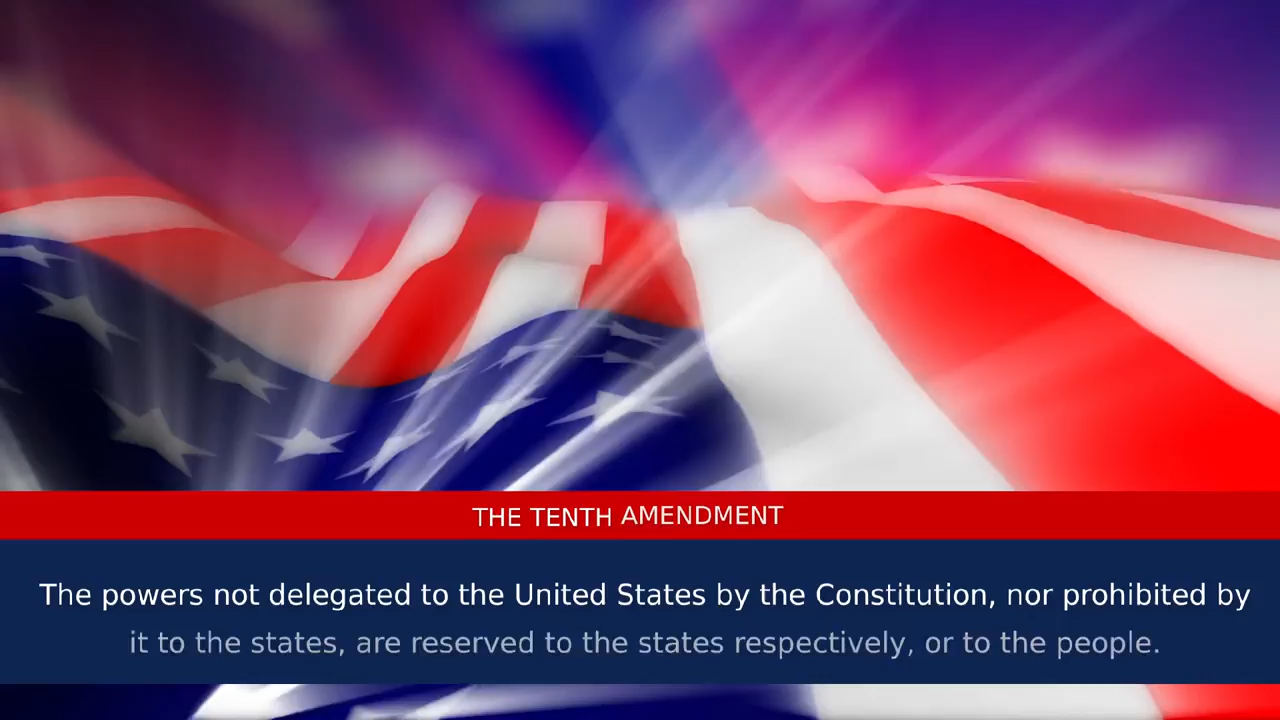 THE TENTH AMENDMENT
The powers not delegated to the United States by the Constitution, nor prohibited by
it to the states, are reserved to the states respectively, or to the people.